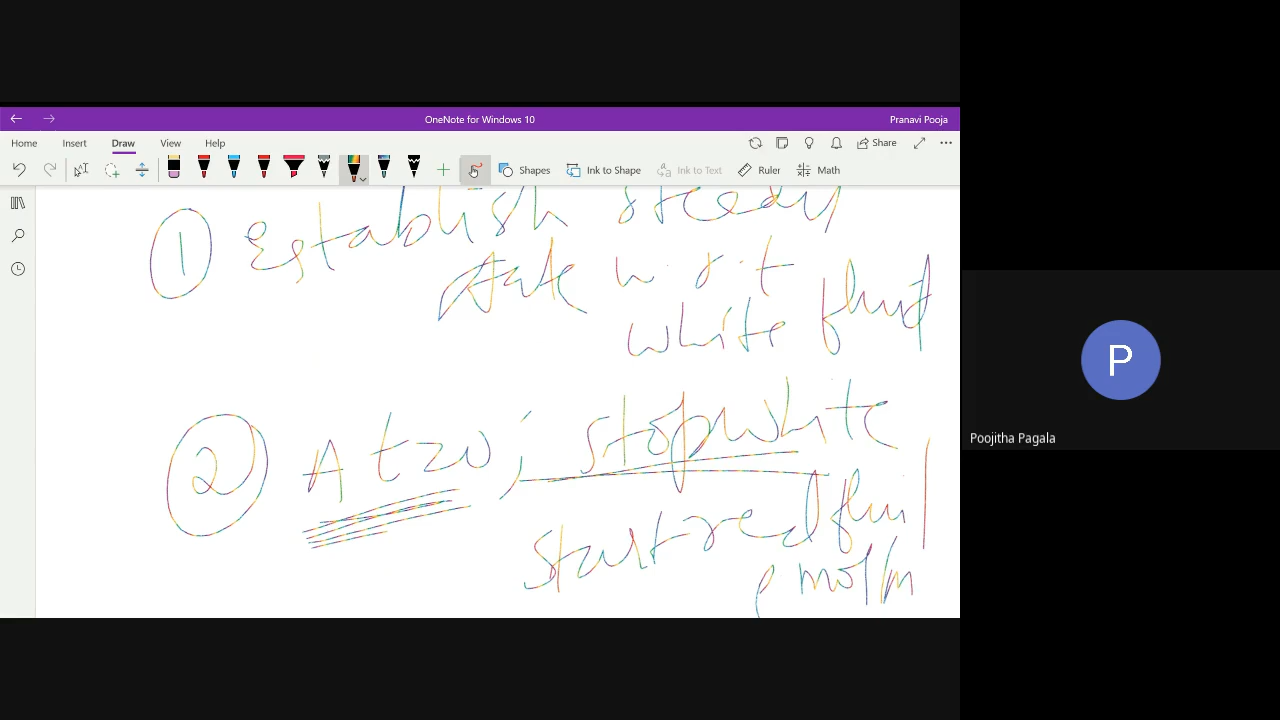 OneNote for Windows 10
Pranavi Pooja
Home Insert Draw View Help
Share
Shapes Ink to Shape Ink to Text Ruler Math
① Establish steady
state w.r.t
white fluid
② At t=0, stop white
start red fluid
mol/m
P
Poojitha Pagala